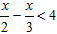 x/2 − x/3 < 4